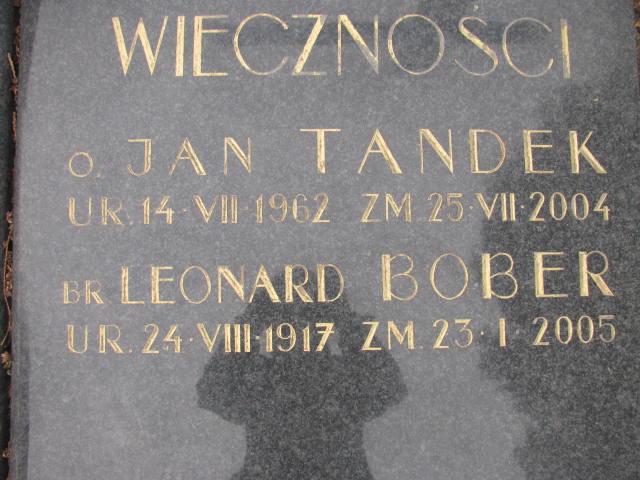 WIECZNOŚCI
O. JAN TANDEK
UR. 14·VII·1962 ZM. 25·VII·2004
BR LEONARD BOBER
UR. 24·VIII·1917 ZM. 23·I·2005